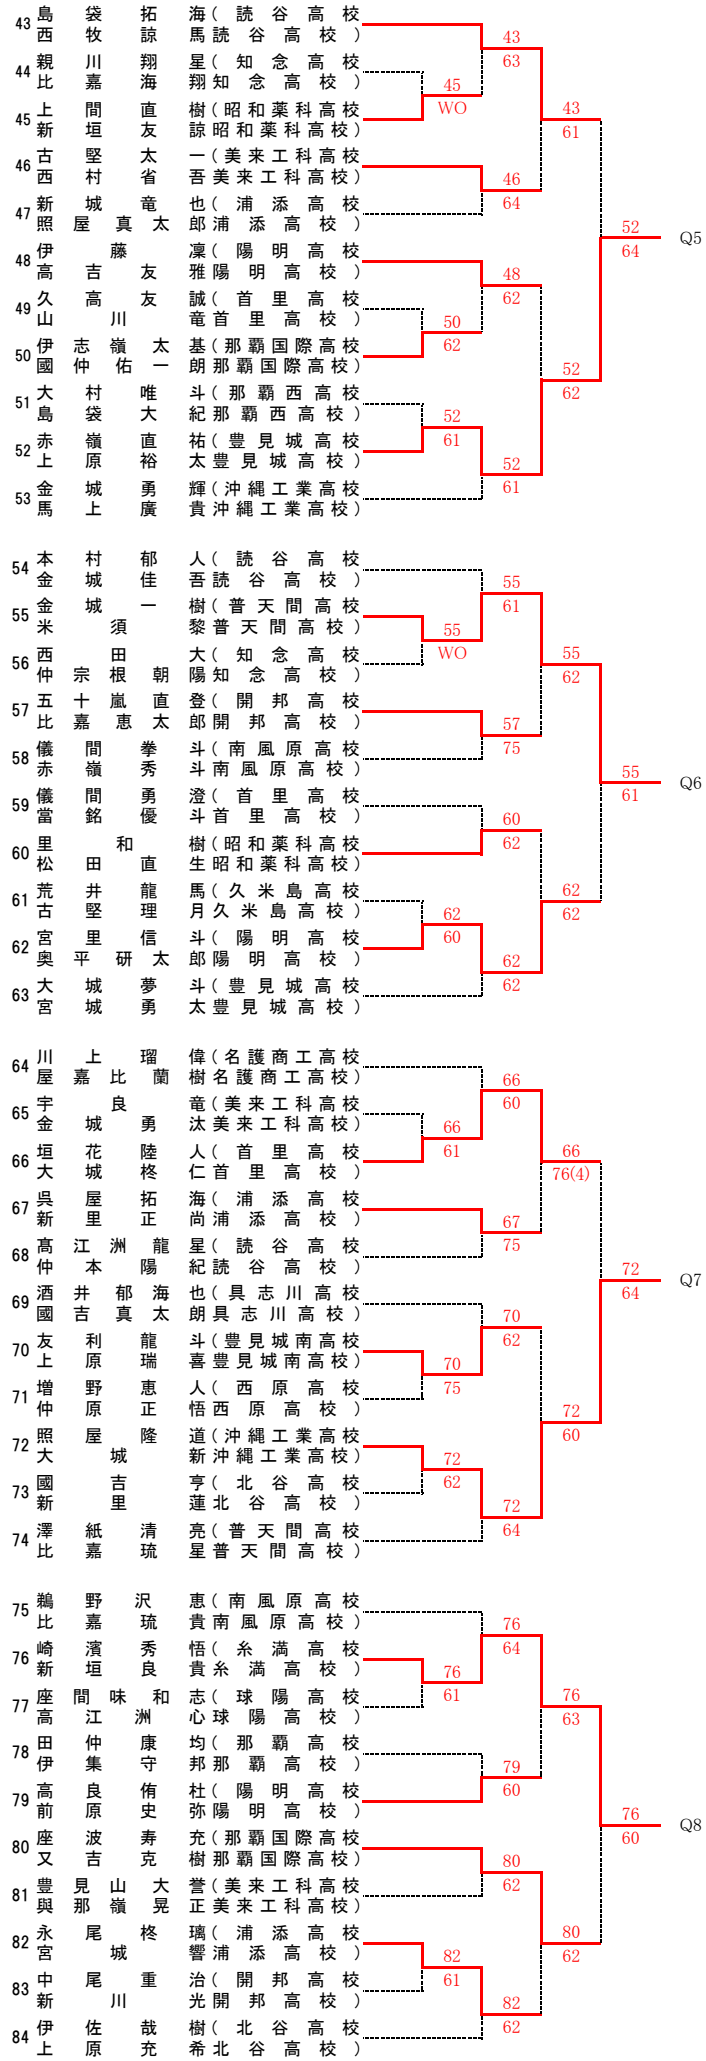 43 島袋拓海(読谷高校
西牧諒馬読谷高校)
44 親川翔星(知念高校
比嘉海翔知念高校)
45 上間直樹(昭和薬科高校
新垣友諒昭和薬科高校)
46 古堅太一(美来工科高校
西村省吾美来工科高校)
47 新城竜也(浦添高校
照屋真太郎浦添高校)
48 伊藤凜(陽明高校
高吉友雅陽明高校)
49 久高友誠(首里高校
山川竜首里高校)
50 伊志嶺太基(那覇国際高校
國仲佑一朗那覇国際高校)
51 大村唯斗(那覇西高校
島袋大紀那覇西高校)
52 赤嶺直祐(豊見城高校
上原裕太豊見城高校)
53 金城勇輝(沖縄工業高校
馬上廣貴沖縄工業高校)
45
WO
50
62
52
61
43
63
46
64
48
62
52
61
43
61
52
62
52
64
Q5
54 本村郁人(読谷高校
金城佳吾読谷高校)
55 金城一樹(普天間高校
米須黎普天間高校)
56 西田大(知念高校
仲宗根朝陽知念高校)
57 五十嵐直登(開邦高校
比嘉恵太郎開邦高校)
58 儀間拳斗(南風原高校
赤嶺秀斗南風原高校)
59 儀間勇澄(首里高校
當銘優斗首里高校)
60 里和樹(昭和薬科高校
松田直生昭和薬科高校)
61 荒井龍馬(久米島高校
古堅理月久米島高校)
62 宮里信斗(陽明高校
奥平研太郎陽明高校)
63 大城夢斗(豊見城高校
宮城勇太豊見城高校)
55
WO
62
60
55
61
57
75
60
62
62
62
55
62
62
62
55
61
Q6
64 川上瑠偉(名護商工高校
屋嘉比蘭樹名護商工高校)
65 宇良竜(美来工科高校
金城勇汰美来工科高校)
66 垣花陸人(首里高校
大城柊仁首里高校)
67 呉屋拓海(浦添高校
新里正尚浦添高校)
68 髙江洲龍星(読谷高校
仲本陽紀読谷高校)
69 酒井郁海也(具志川高校
國吉真太朗具志川高校)
70 友利龍斗(豊見城南高校
上原瑞喜豊見城南高校)
71 増野恵人(西原高校
仲原正悟西原高校)
72 照屋隆道(沖縄工業高校
大城新沖縄工業高校)
73 國吉亨(北谷高校
新里蓮北谷高校)
74 澤紙清亮(普天間高校
比嘉琉星普天間高校)
66
61
70
75
72
62
66
60
67
75
70
62
72
64
66
76(4)
72
60
72
64
Q7
75 鵜野沢恵(南風原高校
比嘉琉貴南風原高校)
76 崎濱秀悟(糸満高校
新垣良貴糸満高校)
77 座間味和志(球陽高校
高江洲心球陽高校)
78 田仲康均(那覇高校
伊集守邦那覇高校)
79 高良侑杜(陽明高校
前原史弥陽明高校)
80 座波寿充(那覇国際高校
又吉克樹那覇国際高校)
81 豊見山大誉(美来工科高校
與那嶺晃正美来工科高校)
82 永尾柊璃(浦添高校
宮城響浦添高校)
83 中尾重治(開邦高校
新川光開邦高校)
84 伊佐哉樹(北谷高校
上原充希北谷高校)
76
61
82
61
76
64
79
60
80
62
82
62
76
63
80
62
76
60
Q8